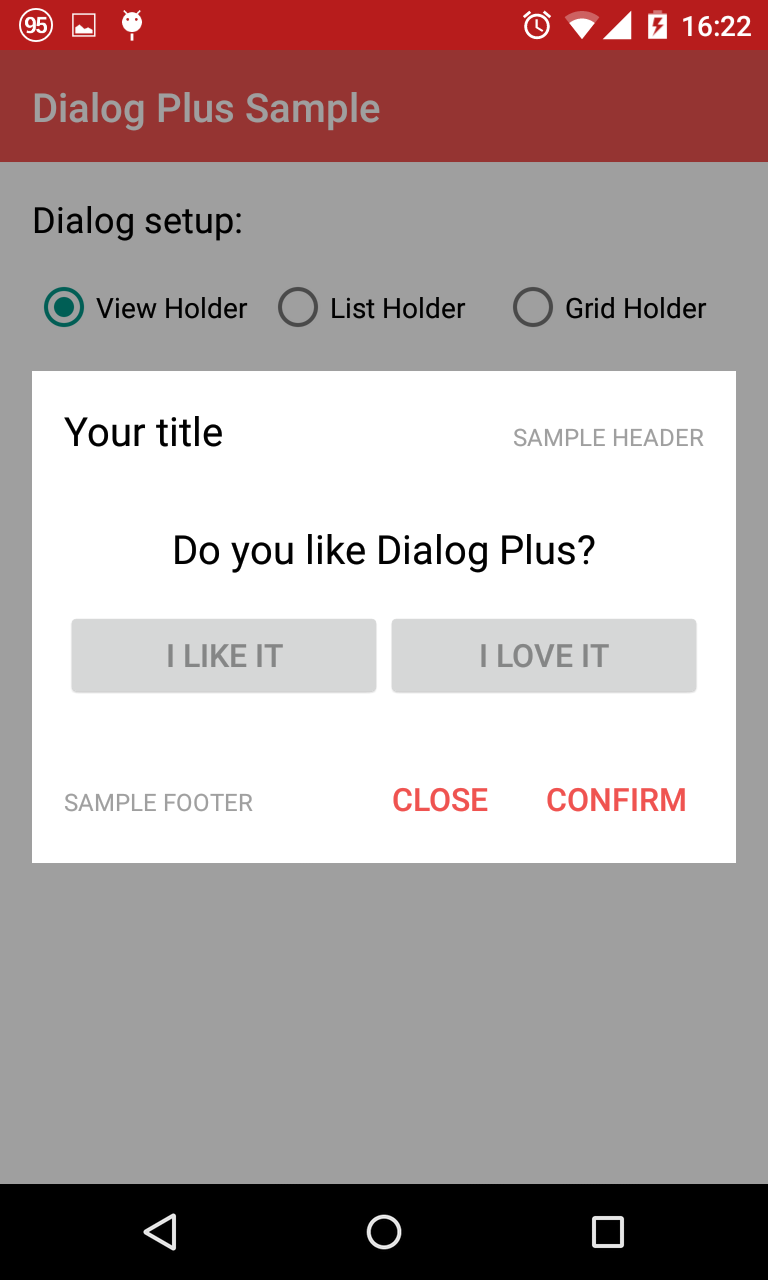 95 16:22
Dialog Plus Sample
Dialog setup:
View Holder List Holder Grid Holder
Your title SAMPLE HEADER
Do you like Dialog Plus?
I LIKE IT I LOVE IT
SAMPLE FOOTER CLOSE CONFIRM